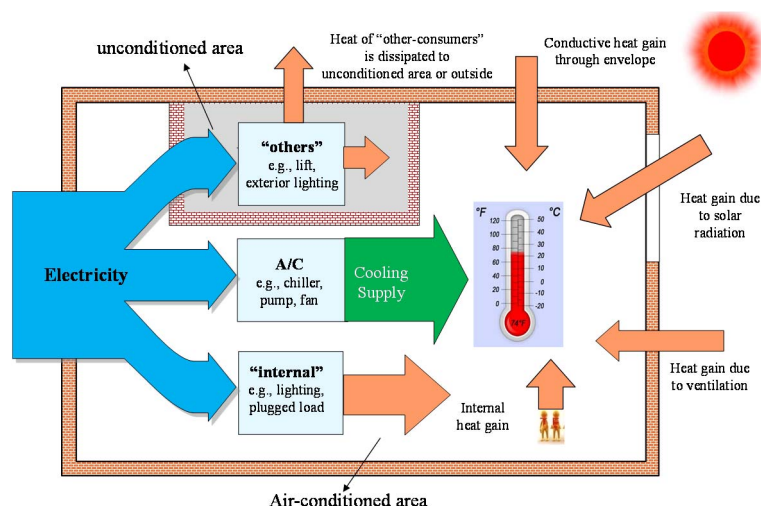 unconditioned area
Heat of “other-consumers”
is dissipated to
unconditioned area or outside
Conductive heat gain
through envelope
“others”
e.g., lift,
exterior lighting
Electricity
A/C
e.g., chiller,
pump, fan
Cooling
Supply
“internal”
e.g., lighting,
plugged load
°F °C
120 50
100 40
80 30
60 20
40 10
20 0
0 -10
-20
Heat gain due
to solar
radiation
Heat gain due
to ventilation
Internal
heat gain
Air-conditioned area